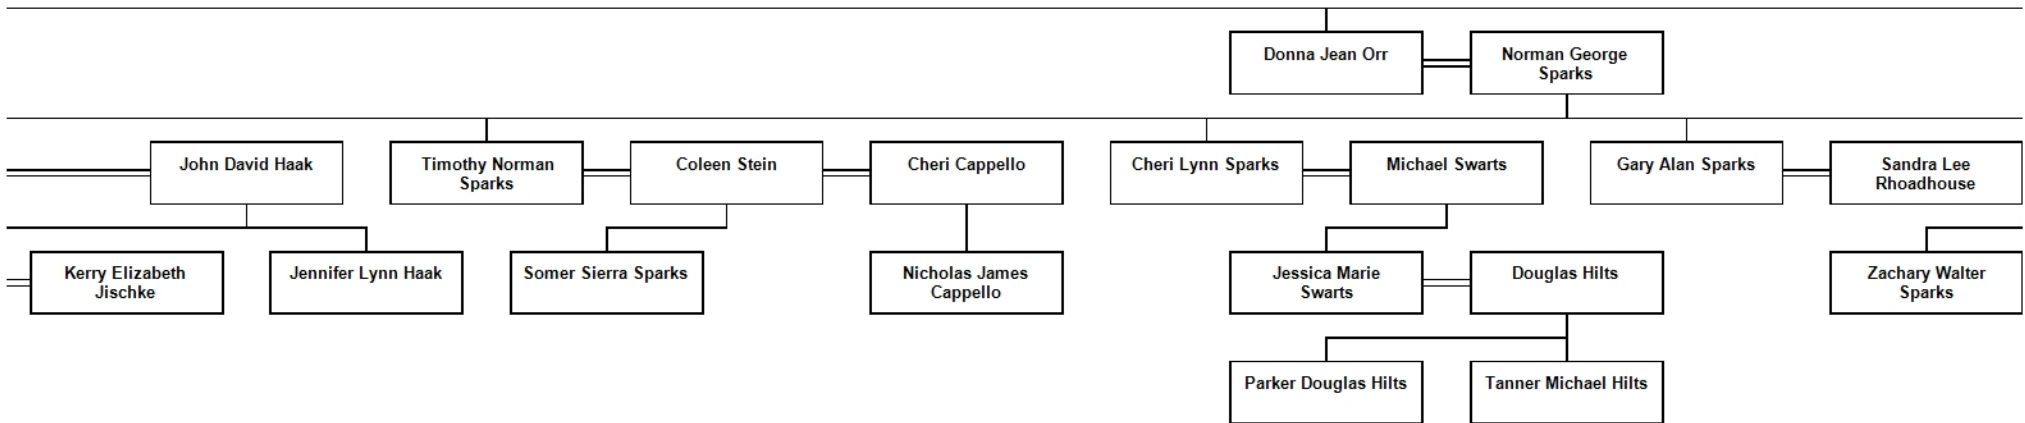 Donna Jean Orr
Norman George
Sparks
John David Haak
Timothy Norman
Sparks
Coleen Stein
Cheri Cappello
Cheri Lynn Sparks
Michael Swarts
Gary Alan Sparks
Sandra Lee
Rhoadhouse
Kerry Elizabeth
Jischke
Jennifer Lynn Haak
Somer Sierra Sparks
Nicholas James
Cappello
Jessica Marie
Swarts
Douglas Hilts
Zachary Walter
Sparks
Parker Douglas Hilts
Tanner Michael Hilts